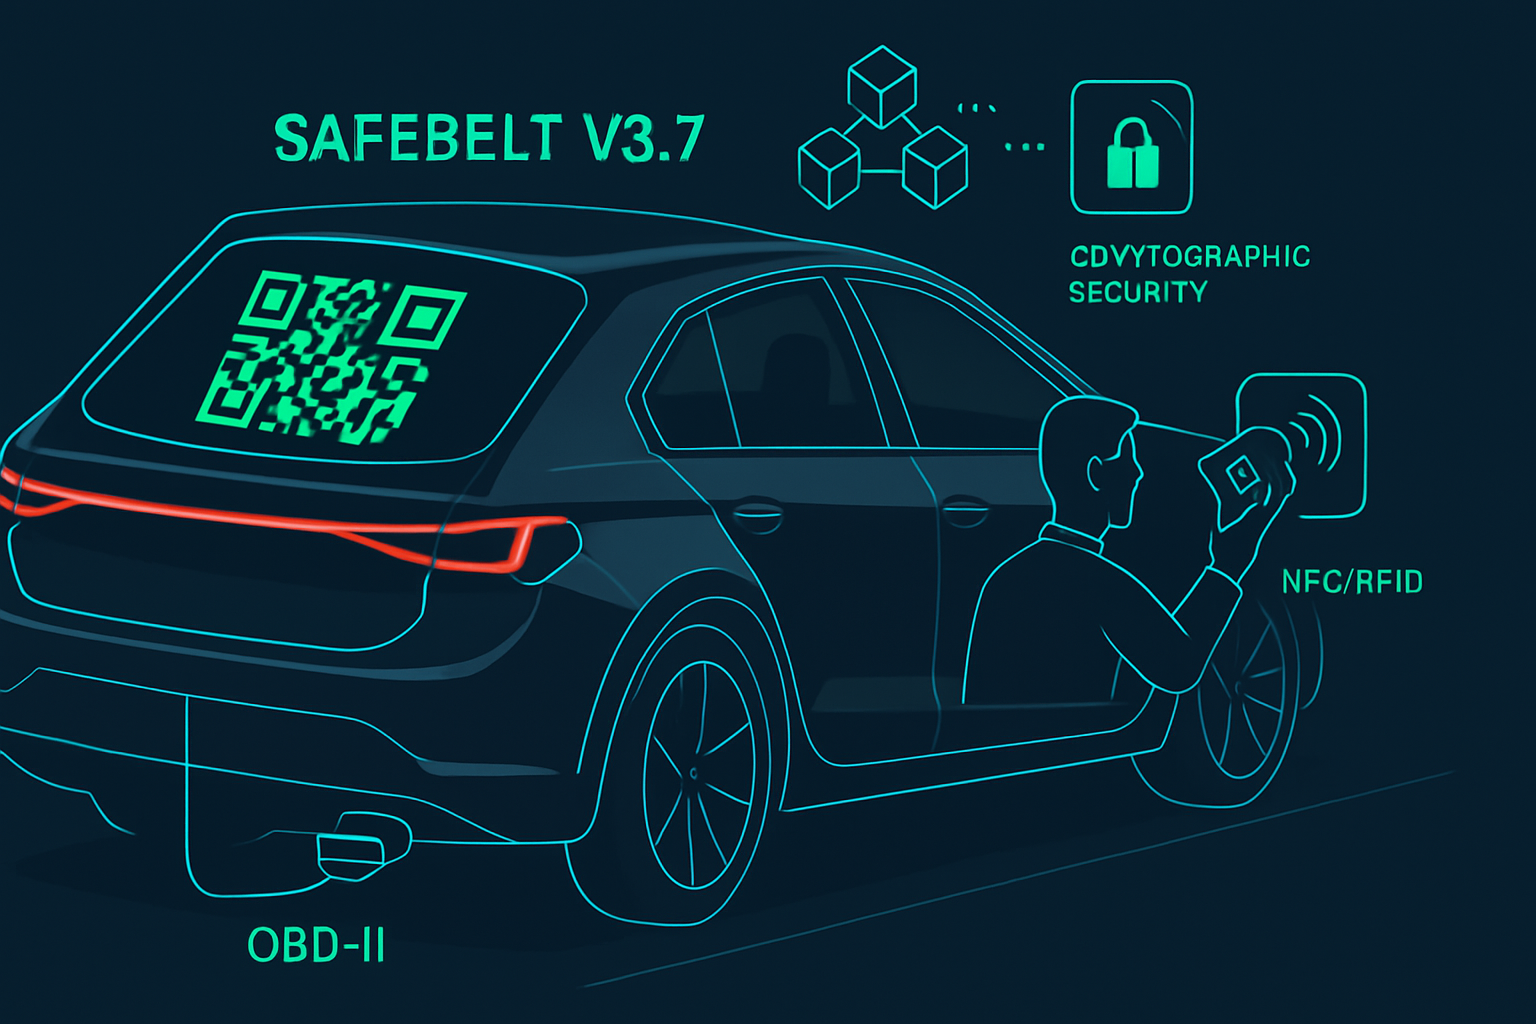 SAFEBELT V3.7
CDVYTOGRAPHIC
SECURITY
NFC/RFID
OBD-II